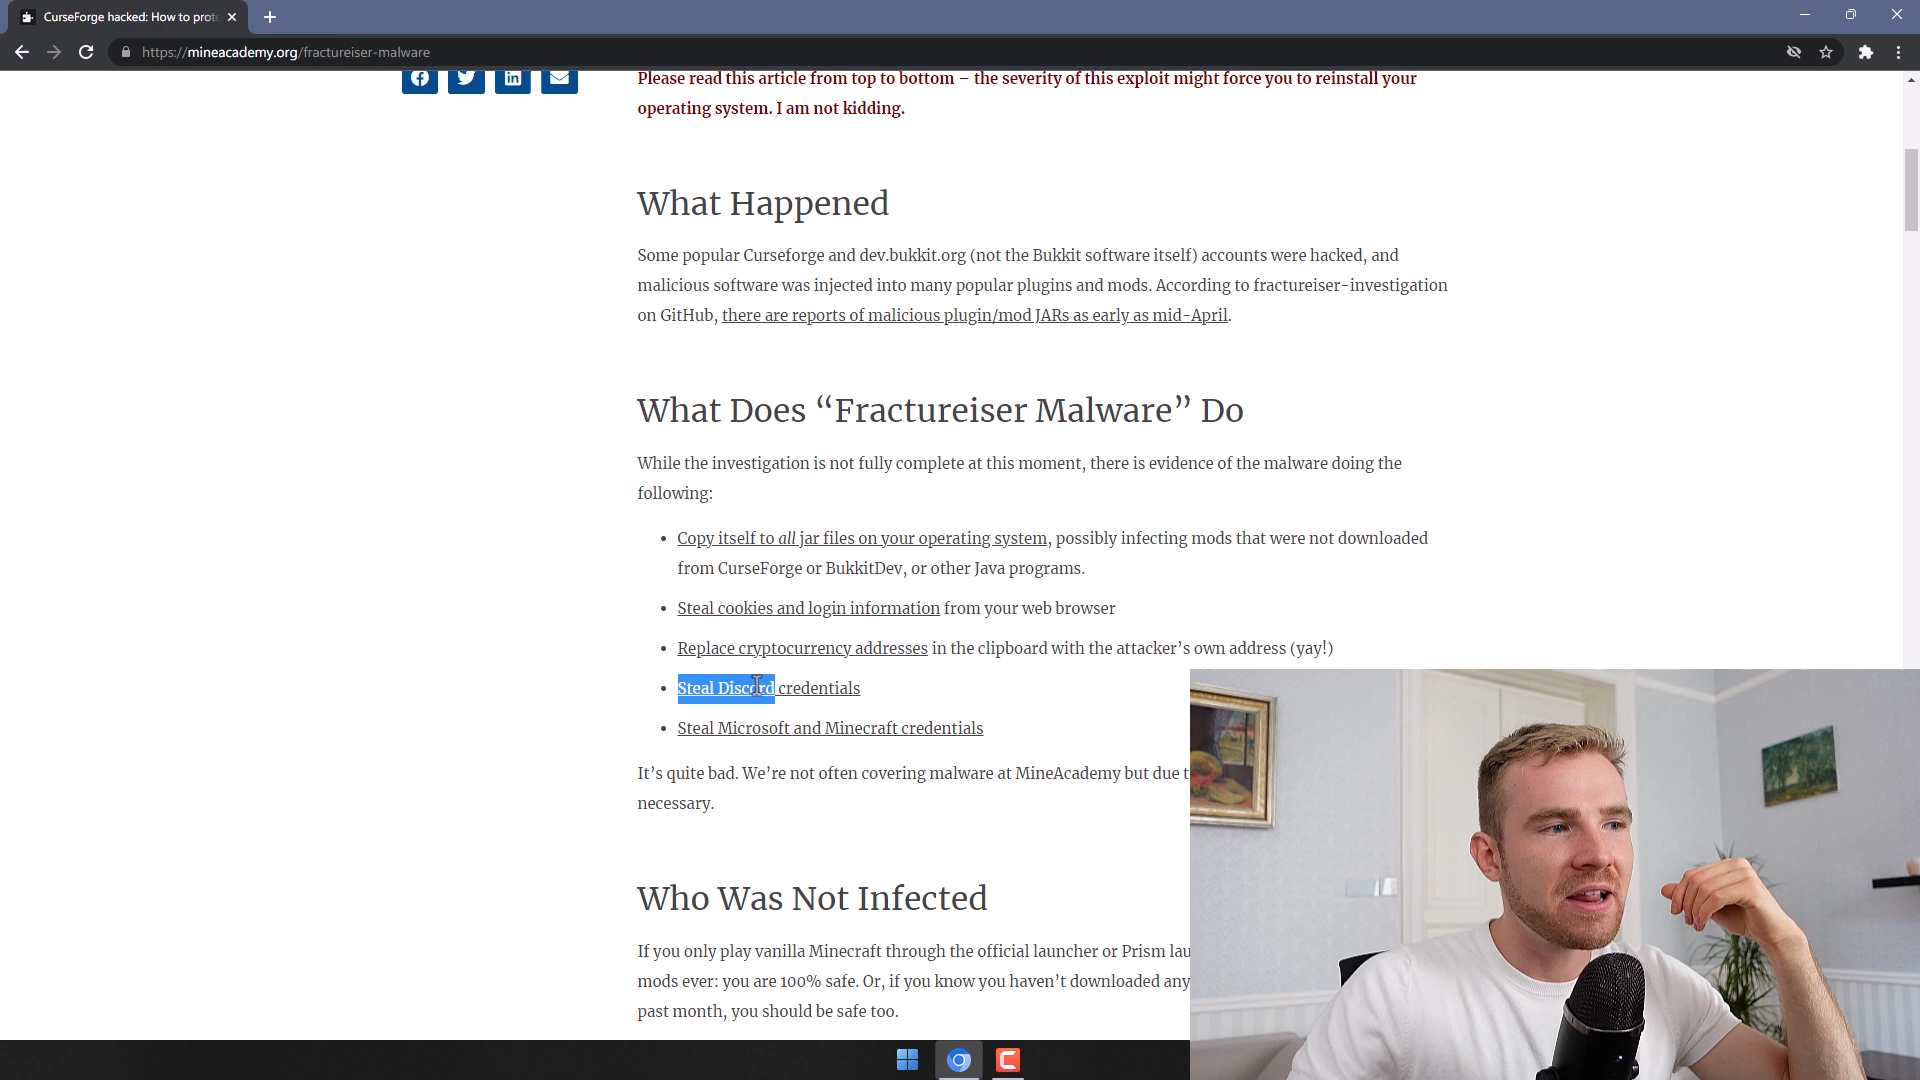 CurseForge hacked: How to prote
https://mineacademy.org/fractureiser-malware
Please read this article from top to bottom – the severity of this exploit might force you to reinstall your
operating system. I am not kidding.
What Happened
Some popular Curseforge and dev.bukkit.org (not the Bukkit software itself) accounts were hacked, and
malicious software was injected into many popular plugins and mods. According to fractureiser-investigation
on GitHub, there are reports of malicious plugin/mod JARs as early as mid-April.
What Does “Fractureiser Malware” Do
While the investigation is not fully complete at this moment, there is evidence of the malware doing the
following:
• Copy itself to all jar files on your operating system, possibly infecting mods that were not downloaded
from CurseForge or BukkitDev, or other Java programs.
• Steal cookies and login information from your web browser
• Replace cryptocurrency addresses in the clipboard with the attacker’s own address (yay!)
• Steal Discord credentials
• Steal Microsoft and Minecraft credentials
It’s quite bad. We’re not often covering malware at MineAcademy but due t
necessary.
Who Was Not Infected
If you only play vanilla Minecraft through the official launcher or Prism lau
mods ever: you are 100% safe. Or, if you know you haven’t downloaded any
past month, you should be safe too.